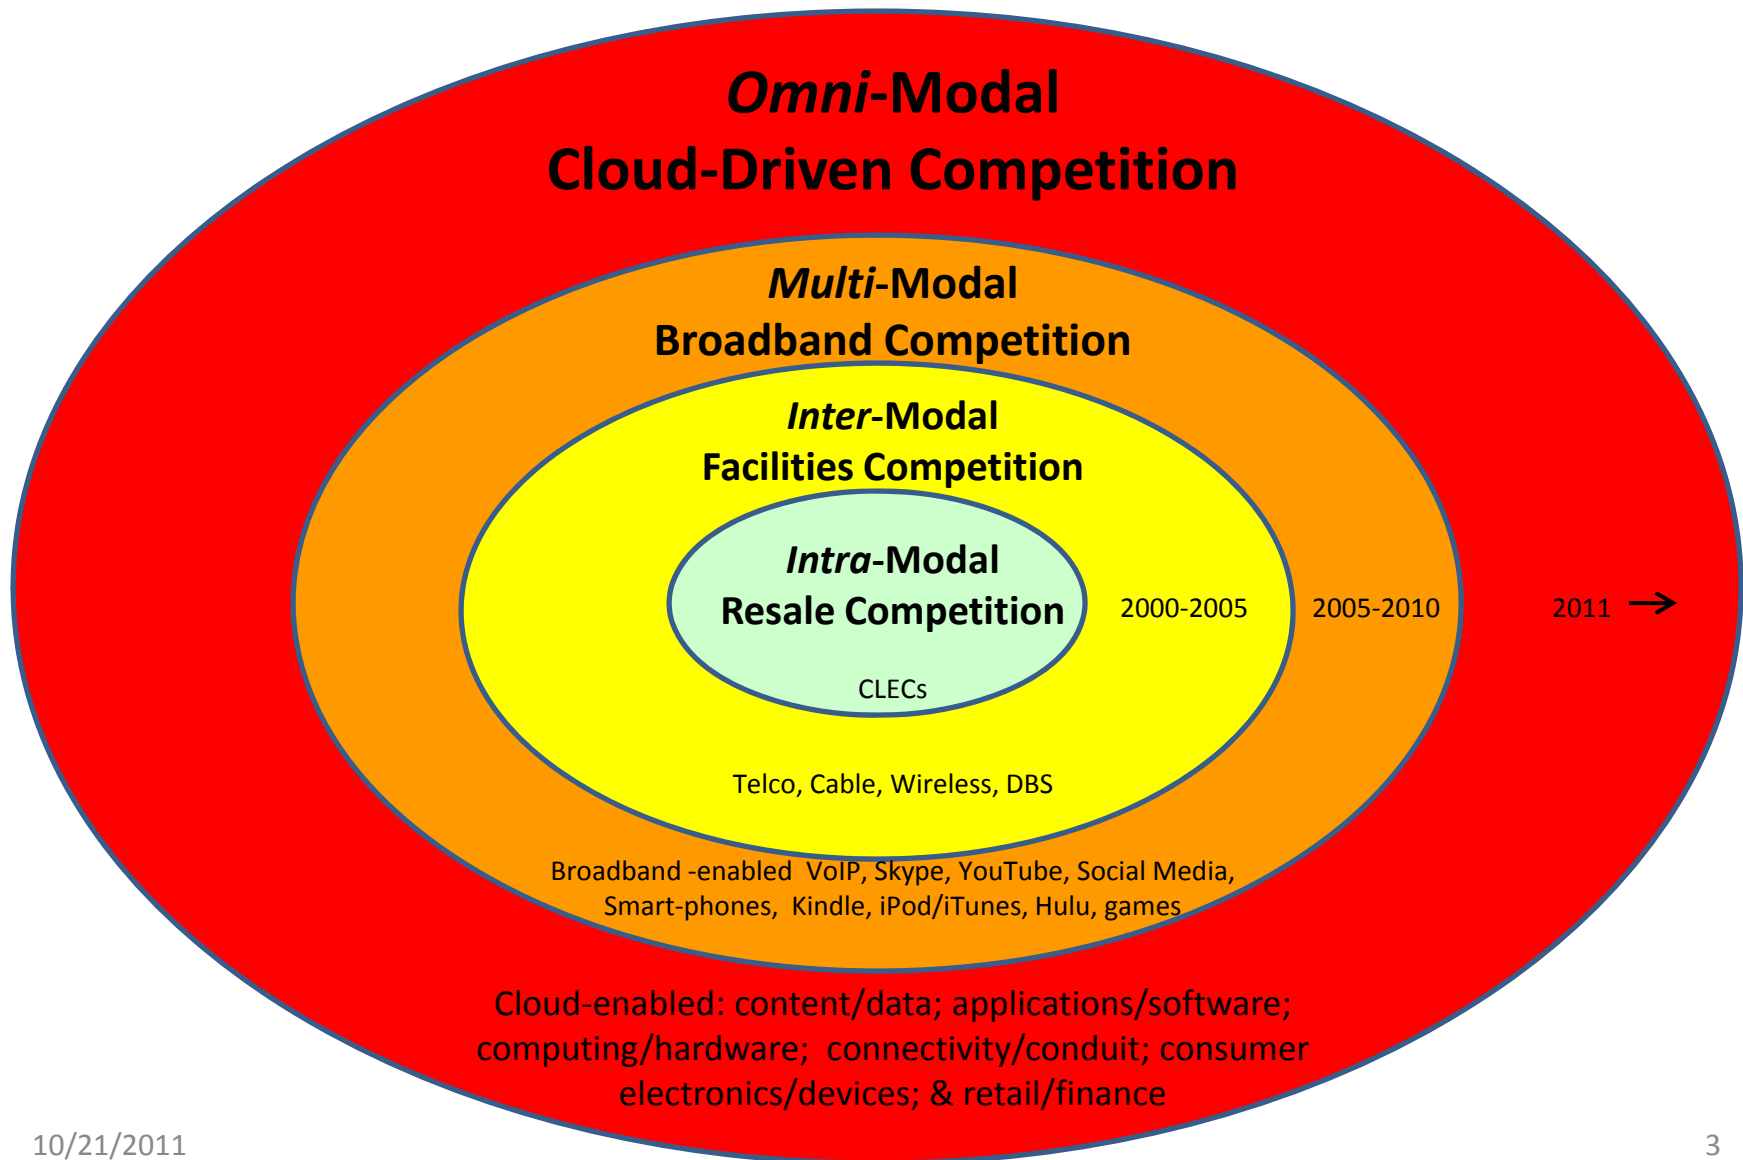 Omni-Modal
Cloud-Driven Competition
Multi-Modal
Broadband Competition
Inter-Modal
Facilities Competition
Intra-Modal
Resale Competition
2000-2005
2005-2010
2011 →
CLECs
Telco, Cable, Wireless, DBS
Broadband -enabled  VoIP, Skype, YouTube, Social Media,
Smart-phones,  Kindle, iPod/iTunes, Hulu, games
Cloud-enabled: content/data; applications/software;
computing/hardware;  connectivity/conduit; consumer
electronics/devices; & retail/finance
10/21/2011
3